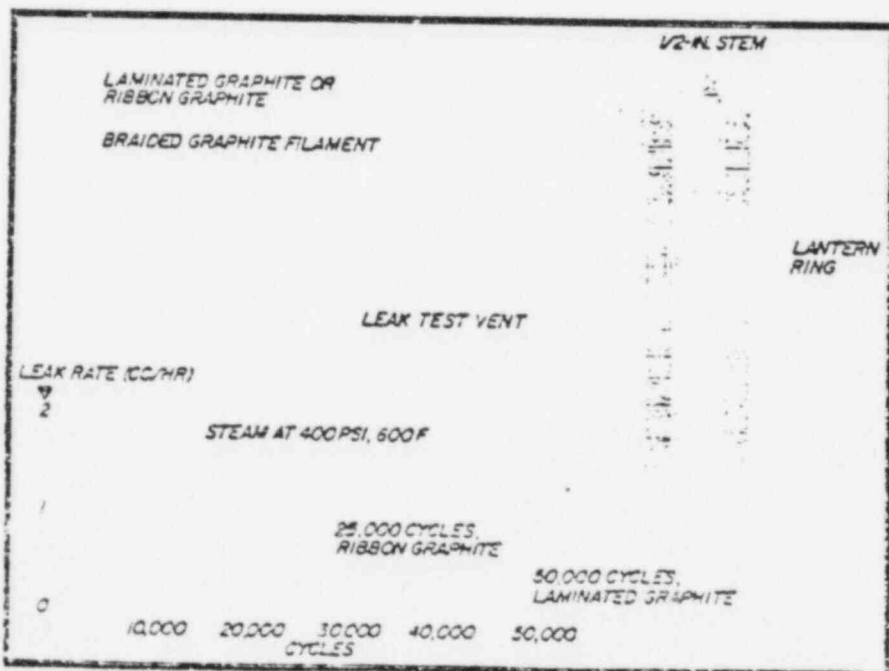 1/2-IN. STEM
LAMINATED GRAPHITE OR
RIBBON GRAPHITE
BRAIDED GRAPHITE FILAMENT
LANTERN
RING
LEAK TEST VENT
LEAK RATE (CC/HR)
2
STEAM AT 400 PSI, 600 F
1
25,000 CYCLES,
RIBBON GRAPHITE
50,000 CYCLES,
LAMINATED GRAPHITE
0
10,000 20,000 30,000 40,000 50,000
CYCLES